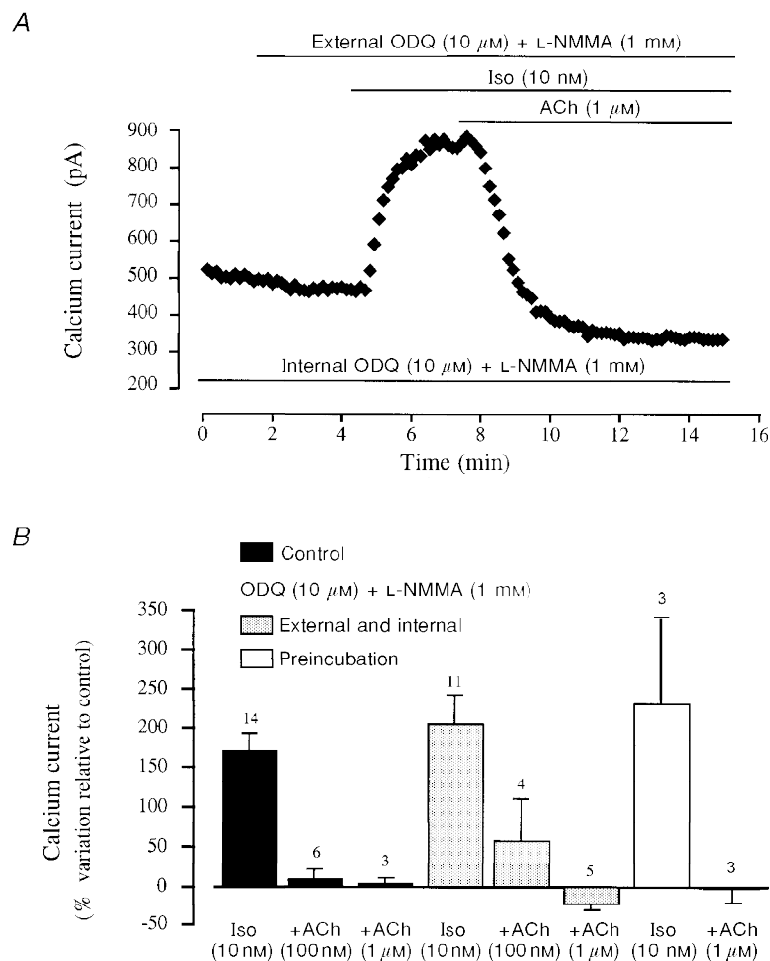 A
External ODQ (10 μM) + L-NMMA (1 mM)
Iso (10 nM)
ACh (1 μM)
Calcium current (pA)
900
800
700
600
500
400
300
200
Internal ODQ (10 μM) + L-NMMA (1 mM)
0 2 4 6 8 10 12 14 16
Time (min)
B
Control
ODQ (10 μM) + L-NMMA (1 mM)
External and internal
Preincubation
Calcium current
(% variation relative to control)
350
300
250
200
150
100
50
0
-50
14 6 3 11 4 5 3 3
Iso +ACh +ACh Iso +ACh +ACh Iso +ACh
(10 nM) (100 nM) (1 μM) (10 nM) (100 nM) (1 μM) (10 nM) (1 μM)